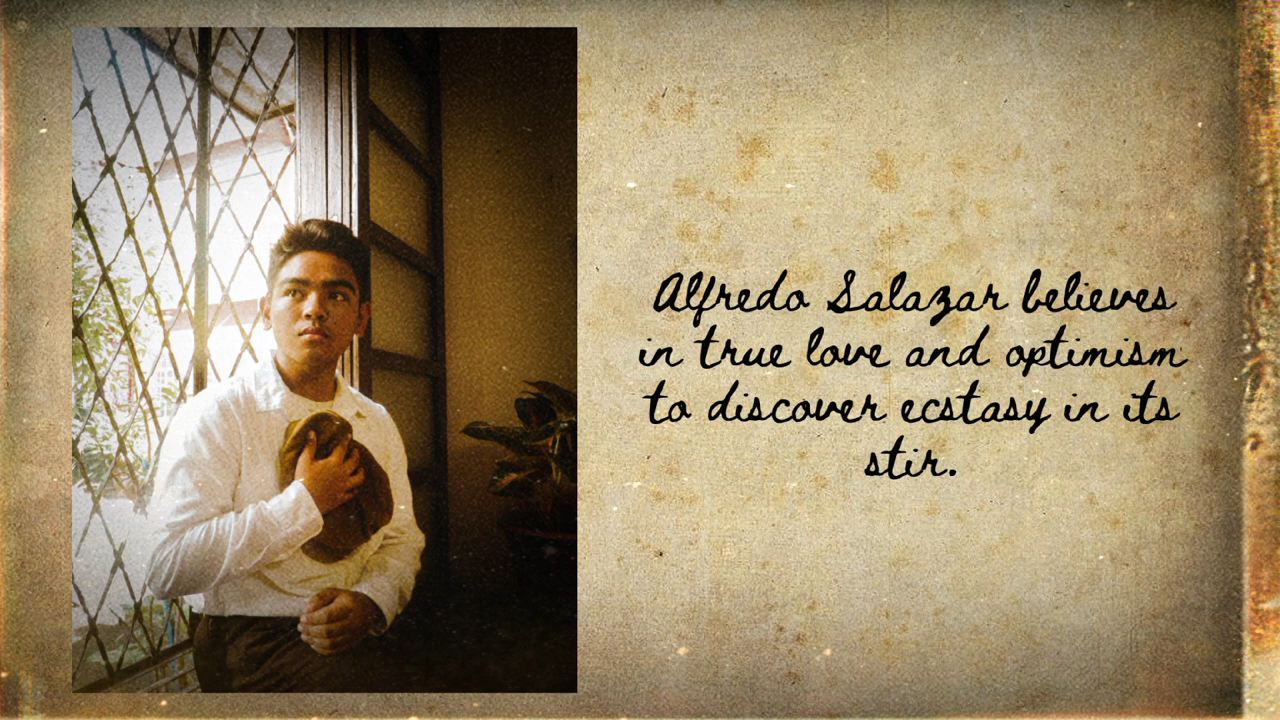 Alfredo Salazar believes
in true love and optimism
to discover ecstasy in its
stir.